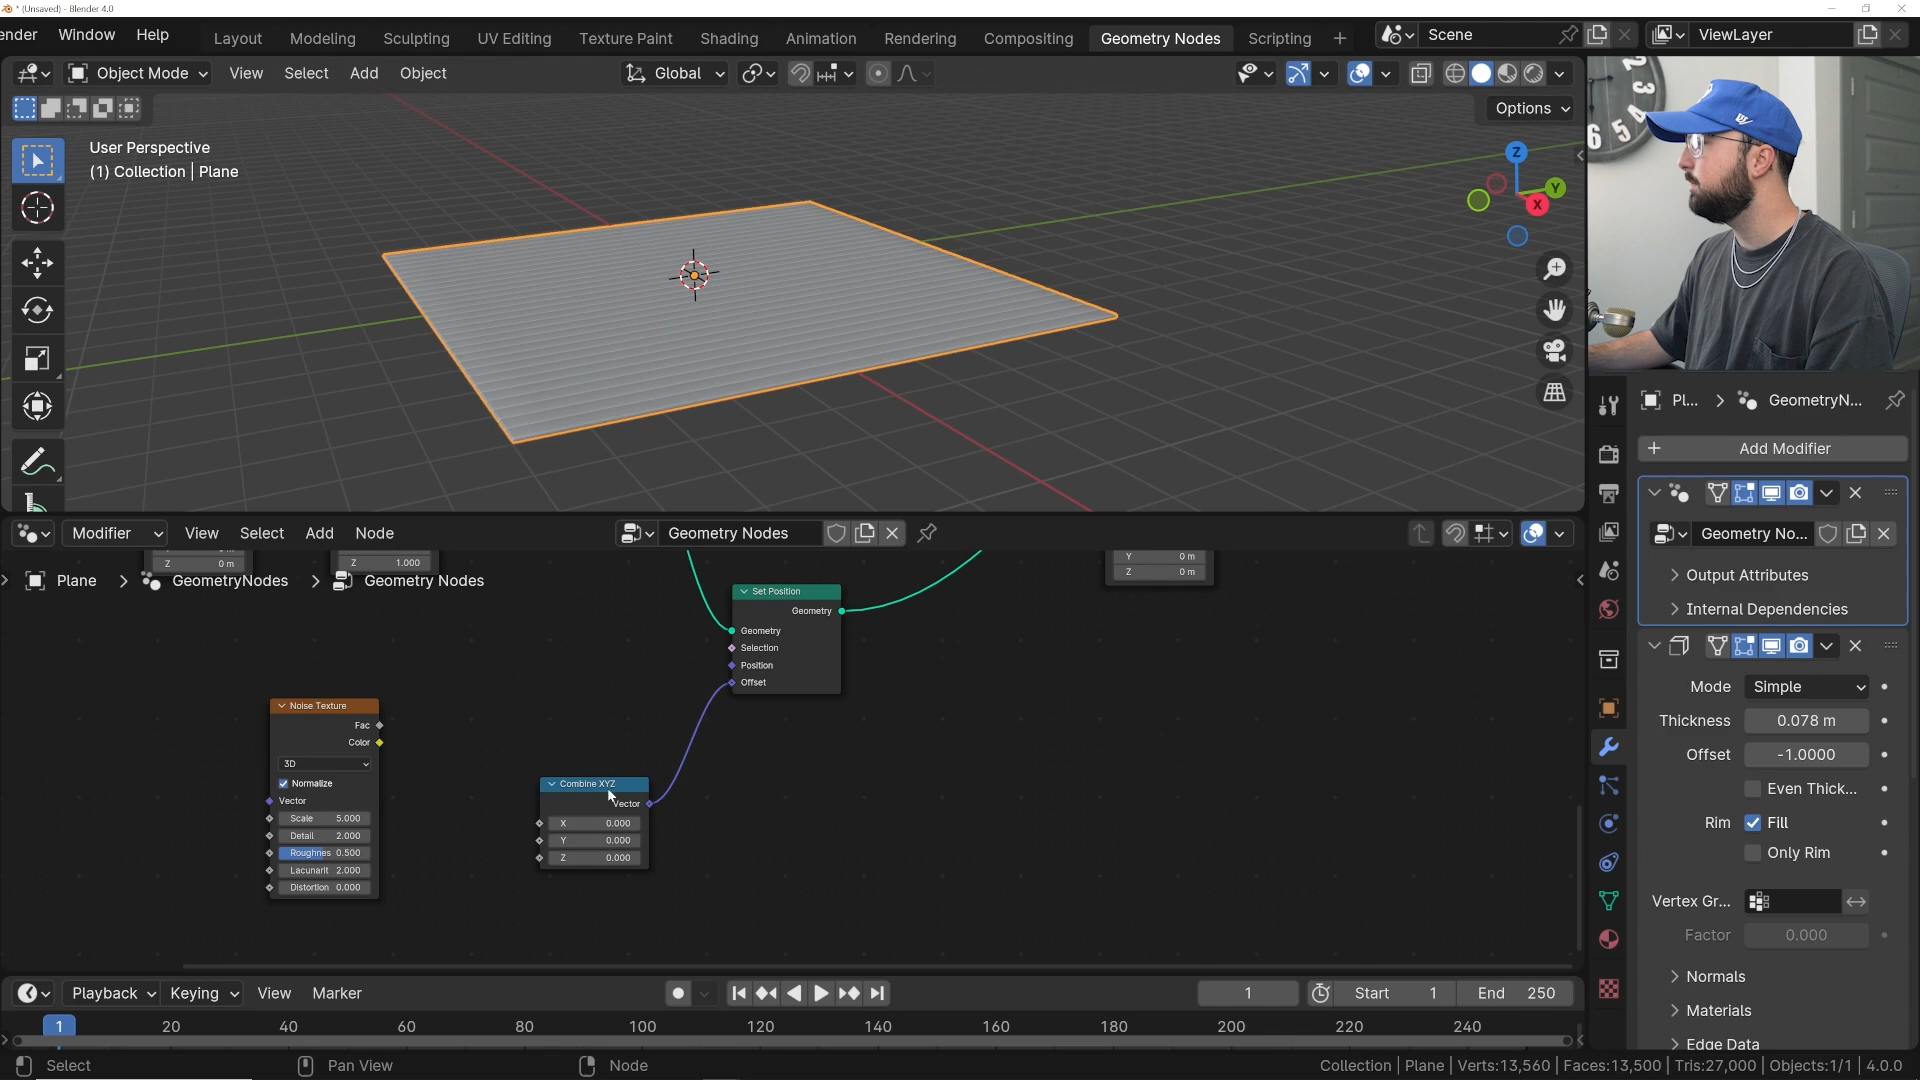 * (Unsaved) - Blender 4.0
ender Window Help Layout Modeling Sculpting UV Editing Texture Paint Shading Animation Rendering Compositing Geometry Nodes Scripting + Scene ViewLayer
Object Mode View Select Add Object Global
Options
User Perspective
(1) Collection | Plane
Z
Y
X
Pl... > GeometryN...
Add Modifier
Geometry No...
Output Attributes
Internal Dependencies
Mode Simple
Thickness 0.078 m
Offset -1.0000
Even Thick...
Rim Fill
Only Rim
Vertex Gr...
Factor 0.000
Normals
Materials
Edge Data
Modifier View Select Add Node Geometry Nodes
Z 0 m
Z 1.000
Y 0 m
Z 0 m
Plane > GeometryNodes > Geometry Nodes
Set Position
Geometry
Geometry
Selection
Position
Offset
Noise Texture
Fac
Color
3D
Normalize
Vector
Scale 5.000
Detail 2.000
Roughnes 0.500
Lacunarit 2.000
Distortion 0.000
Combine XYZ
Vector
X 0.000
Y 0.000
Z 0.000
Playback Keying View Marker 1 Start 1 End 250
1 20 40 60 80 100 120 140 160 180 200 220 240
Select Pan View Node Collection | Plane | Verts:13,560 | Faces:13,500 | Tris:27,000 | Objects:1/1 | 4.0.0